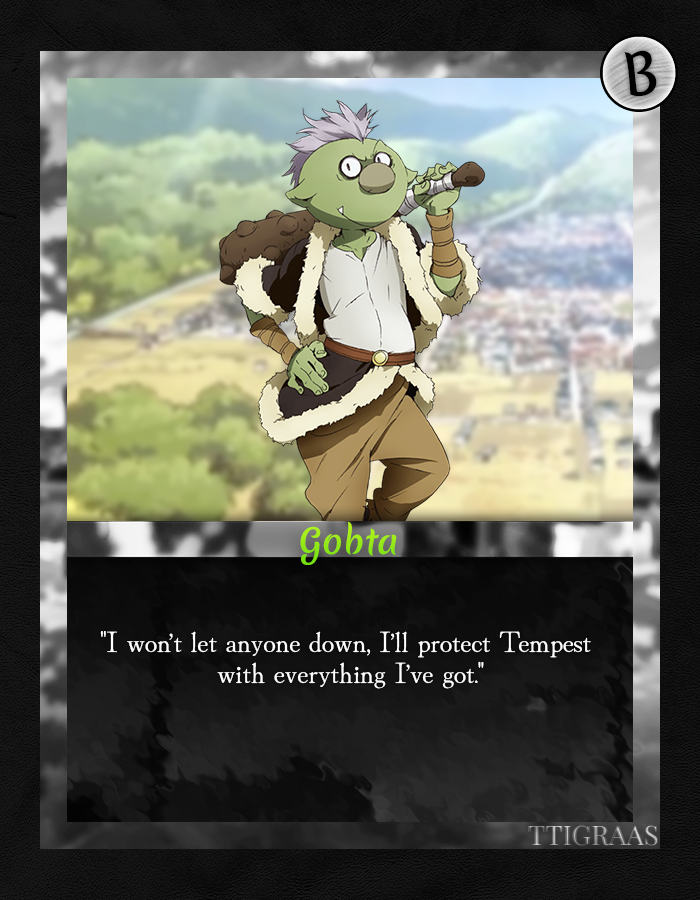 B
Gobta
"I won't let anyone down, I'll protect Tempest
with everything I've got."
TTIGRAAS